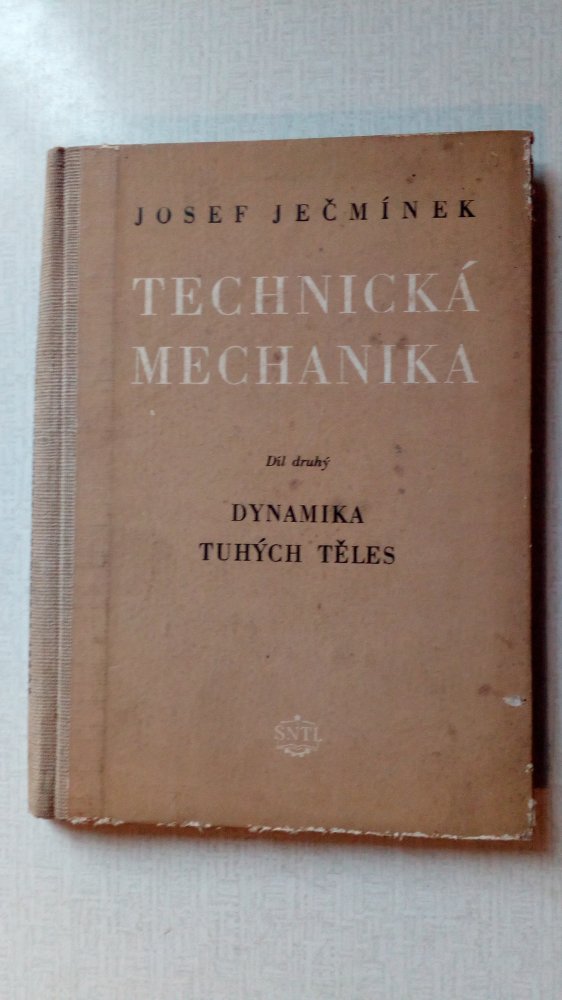 JOSEF JEČMÍNEK
TECHNICKÁ
MECHANIKA
Díl druhý
DYNAMIKA
TUHÝCH TĚLES
SNTL